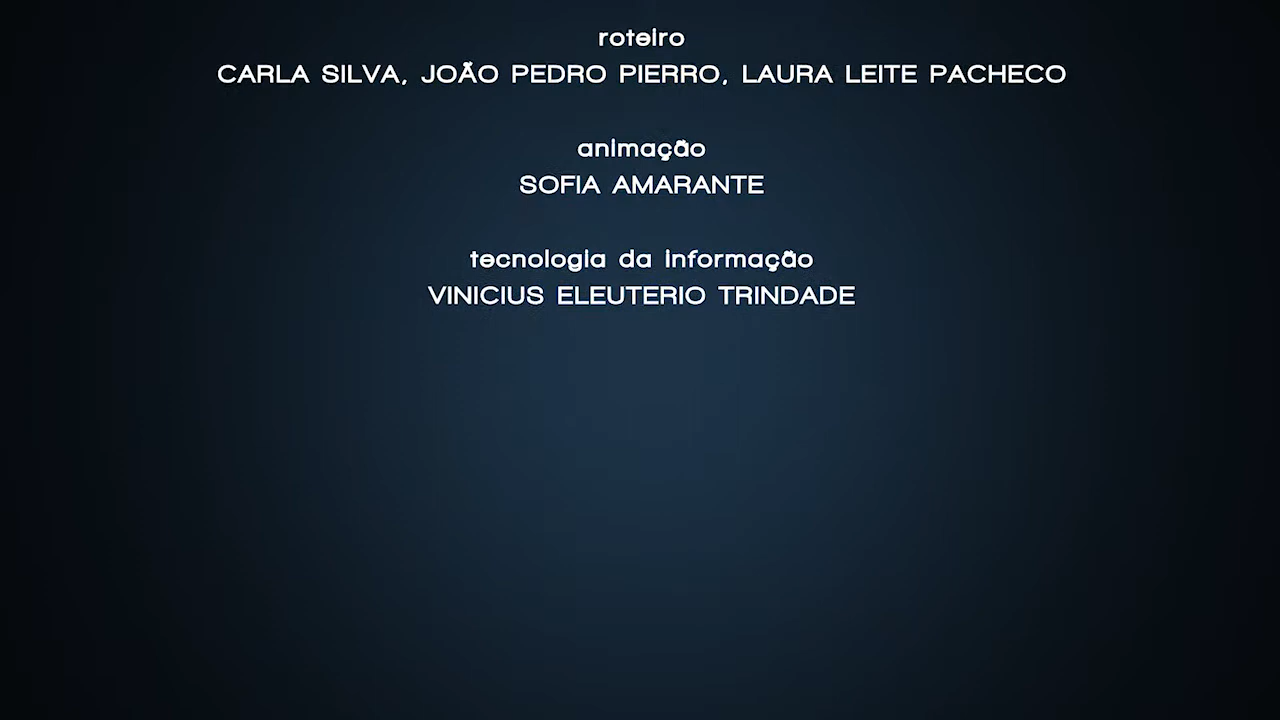 roteiro
CARLA SILVA, JOÃO PEDRO PIERRO, LAURA LEITE PACHECO
animação
SOFIA AMARANTE
tecnologia da informação
VINICIUS ELEUTERIO TRINDADE